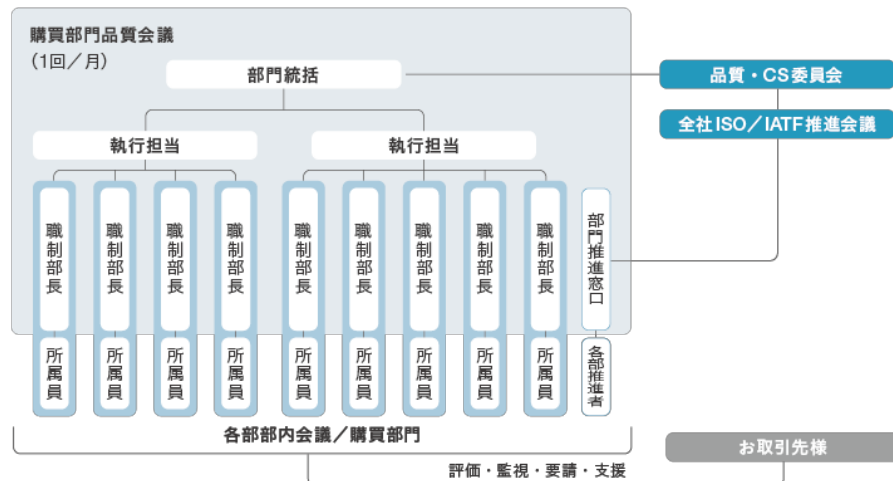 購買部門品質会議
(1回／月)
部門統括
品質・CS委員会
全社ISO／IATF推進会議
執行担当
執行担当
職制部長
職制部長
職制部長
職制部長
職制部長
職制部長
職制部長
職制部長
職制部長
部門推進窓口
所属員
所属員
所属員
所属員
所属員
所属員
所属員
所属員
所属員
各部推進者
各部部内会議／購買部門
お取引先様
評価・監視・要請・支援